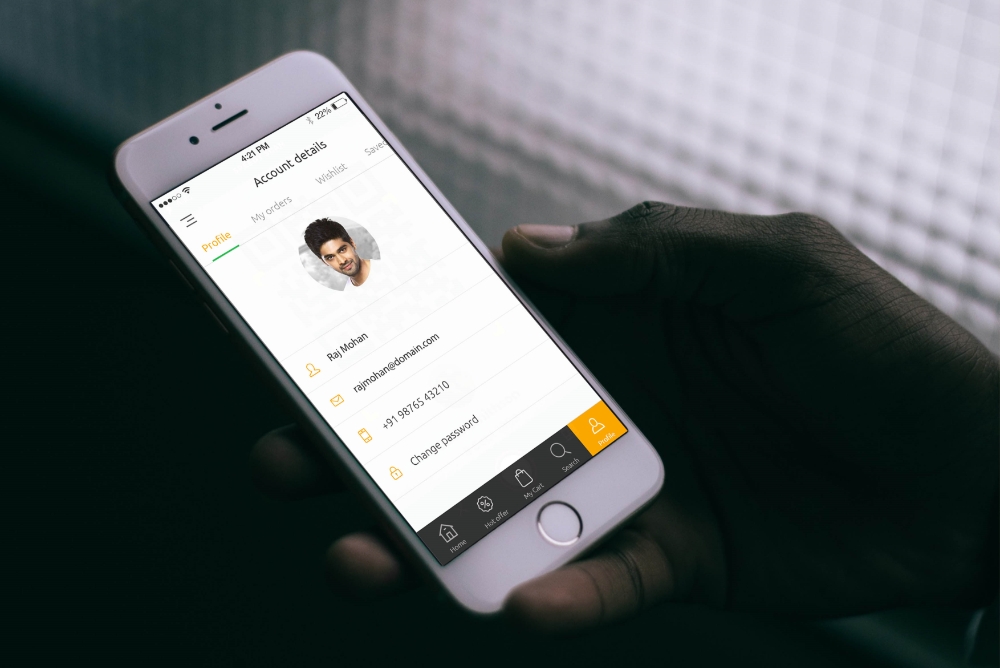 4:21 PM
22%
Account details
Profile
My orders
Wishlist
Saved
Raj Mohan
rajmohan@domain.com
+91 98765 43210
Change password
Home
Hot offer
My Cart
Search
Profile